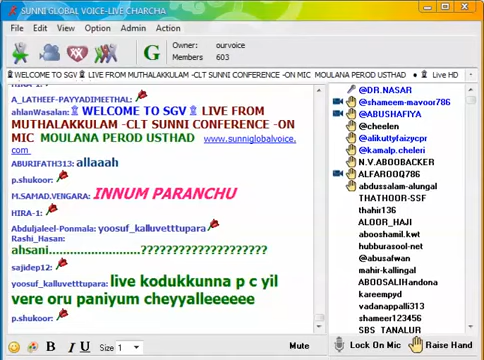 SUNNI GLOBAL VOICE-LIVE CHARCHA
File Edit View Option Admin Action
G Owner: ourvoice
Members 603
WELCOME TO SGV LIVE FROM MUTHALAKKULAM -CLT SUNNI CONFERENCE -ON MIC MOULANA PEROD USTHAD Live HD
HIRA-1:
A_LATHEEF-PAYYADIMEETHAL:
ahlanWasalan: WELCOME TO SGV LIVE FROM
MUTHALAKKULAM -CLT SUNNI CONFERENCE -ON
MIC MOULANA PEROD USTHAD www.sunniglobalvoice.
com
ABURIFATH313: allaaah
p.shukoor:
M.SAMAD.VENGARA: INNUM PARANCHU
HIRA-1:
Abduljaleel-Ponmala: yoosuf_kalluvetttupara
Rashi_Hasan:
ahsani............................????????????????????
sajidep12:
yoosuf_kalluvetttupara: live kodukkunna p c yil
vere oru paniyum cheyyalleeeeee
p.shukoor:
@DR.NASAR
@shameem-mavoor786
@ABUSHAFIYA
@cheelen
@alikuttyfaizycpr
@kamalp.cheleri
N.V.ABOOBACKER
ALFAROOQ786
abdussalam-alungal
THATHOOR-SSF
thahir136
ALOOR_HAJI
abooshamil.kwt
hubburasool-net
@abusafwan
mahir-kallingal
ABOOSALIHandona
kareempyd
vadanappalli313
shameer123456
SBS_TANALUR
B I U Size 1 Mute Lock On Mic Raise Hand